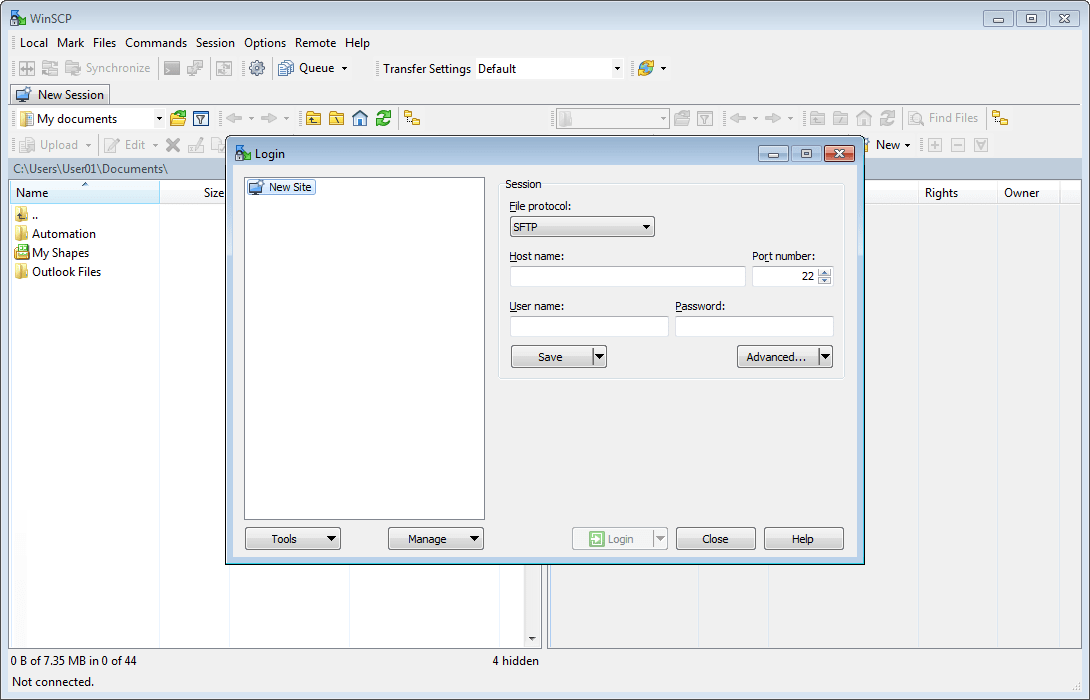 WinSCP
Local Mark Files Commands Session Options Remote Help
Synchronize Queue Transfer Settings Default
New Session
My documents Find Files
Upload Edit New
C:\Users\User01\Documents\
Name Size Rights Owner
..
Automation
My Shapes
Outlook Files
Login
New Site
Session
File protocol:
SFTP
Host name: Port number:
22
User name: Password:
Save Advanced...
Tools Manage Login Close Help
0 B of 7.35 MB in 0 of 44 4 hidden
Not connected.